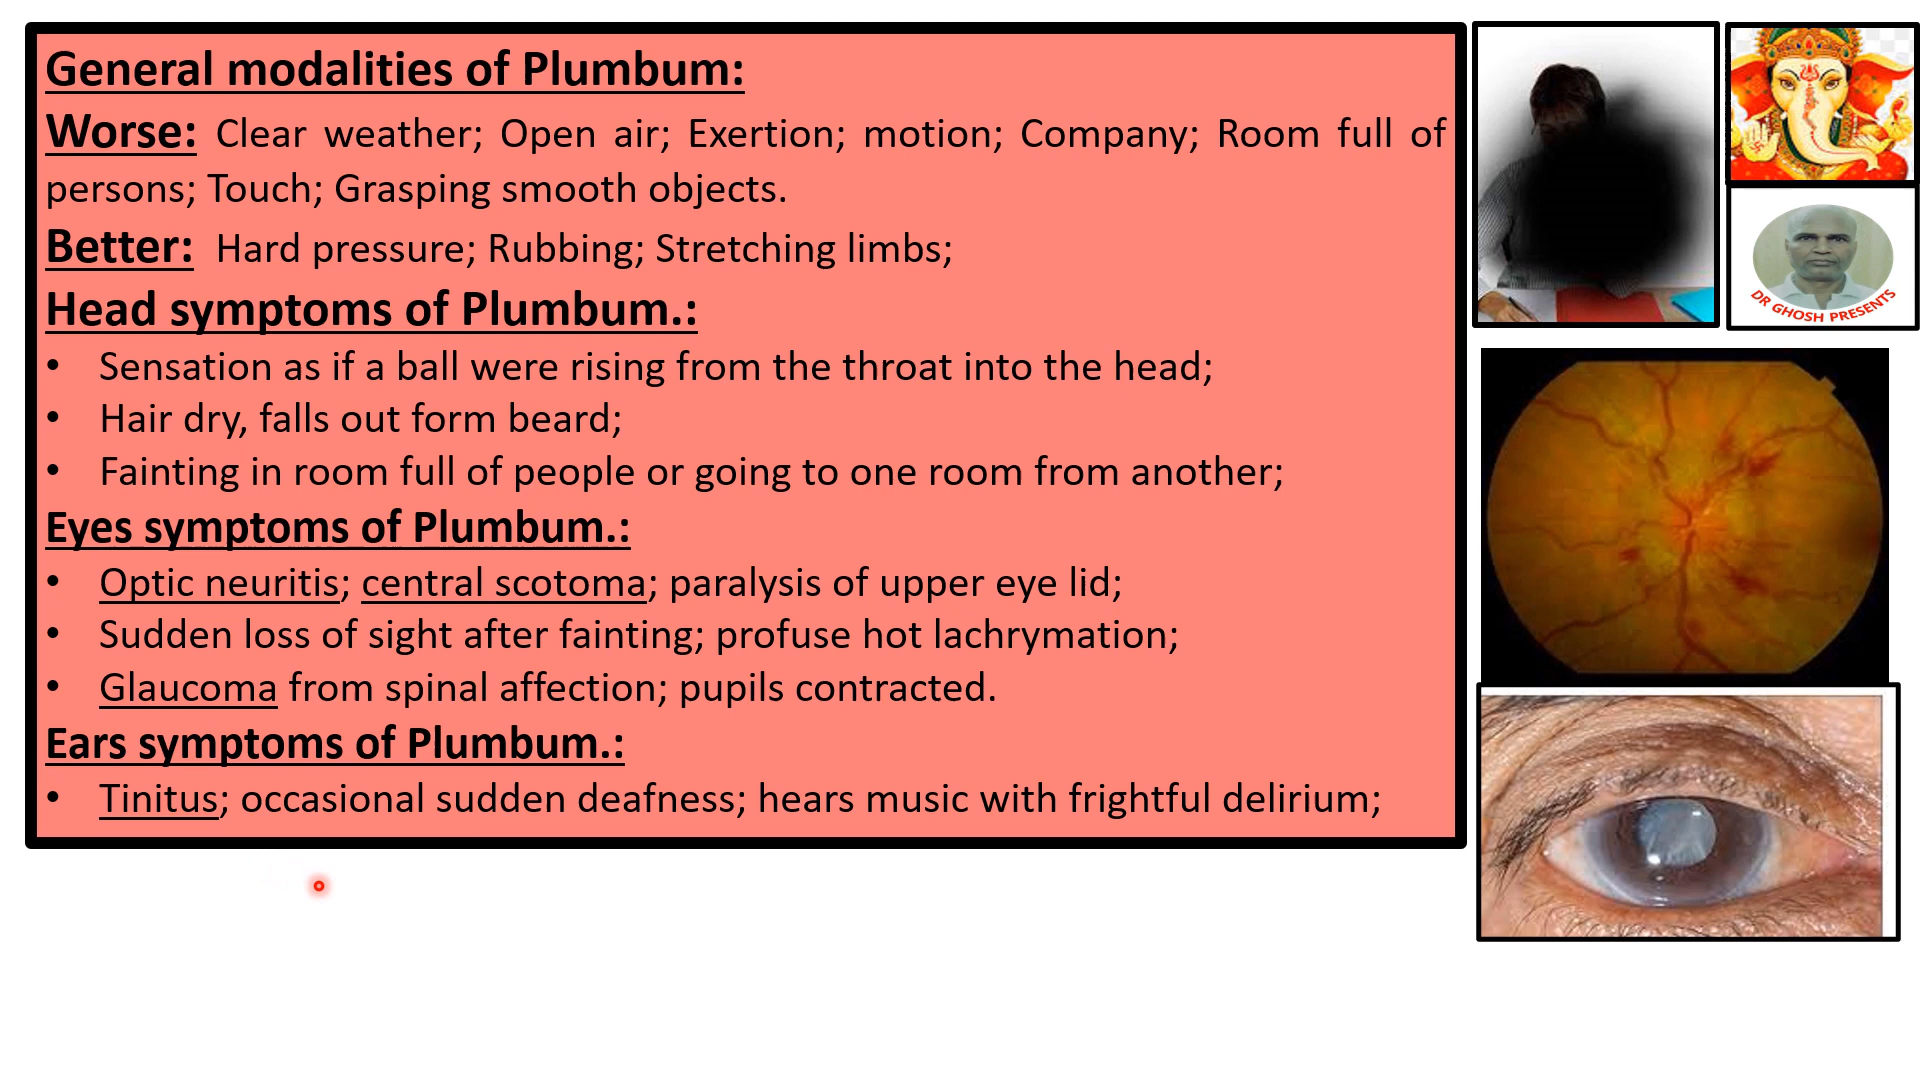 General modalities of Plumbum:
Worse: Clear weather; Open air; Exertion; motion; Company; Room full of
persons; Touch; Grasping smooth objects.
Better: Hard pressure; Rubbing; Stretching limbs;
Head symptoms of Plumbum.:
• Sensation as if a ball were rising from the throat into the head;
• Hair dry, falls out form beard;
• Fainting in room full of people or going to one room from another;
Eyes symptoms of Plumbum.:
• Optic neuritis; central scotoma; paralysis of upper eye lid;
• Sudden loss of sight after fainting; profuse hot lachrymation;
• Glaucoma from spinal affection; pupils contracted.
Ears symptoms of Plumbum.:
• Tinitus; occasional sudden deafness; hears music with frightful delirium;
DR GHOSH PRESENTS